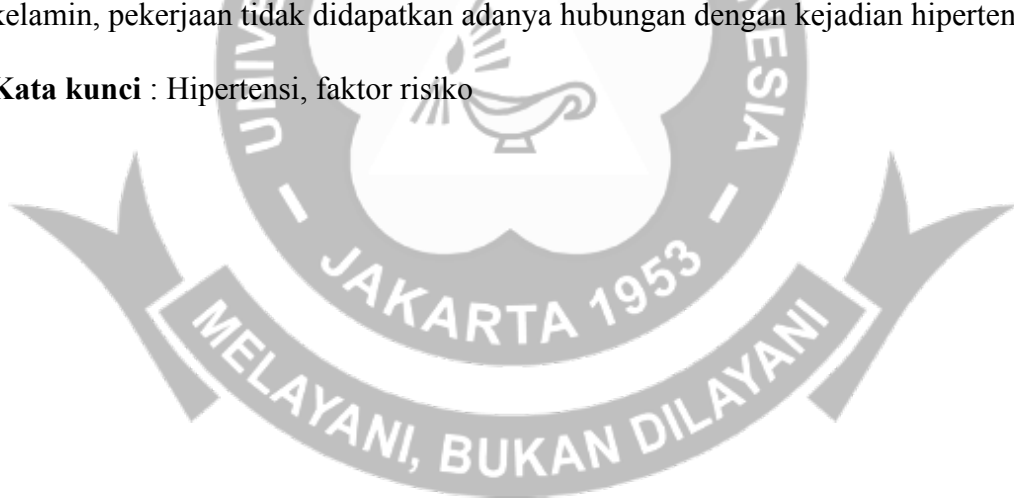 kelamin, pekerjaan tidak didapatkan adanya hubungan dengan kejadian hiperten
Kata kunci : Hipertensi, faktor risiko
JAKARTA 1953
MELAYANI, BUKAN DILAYANI